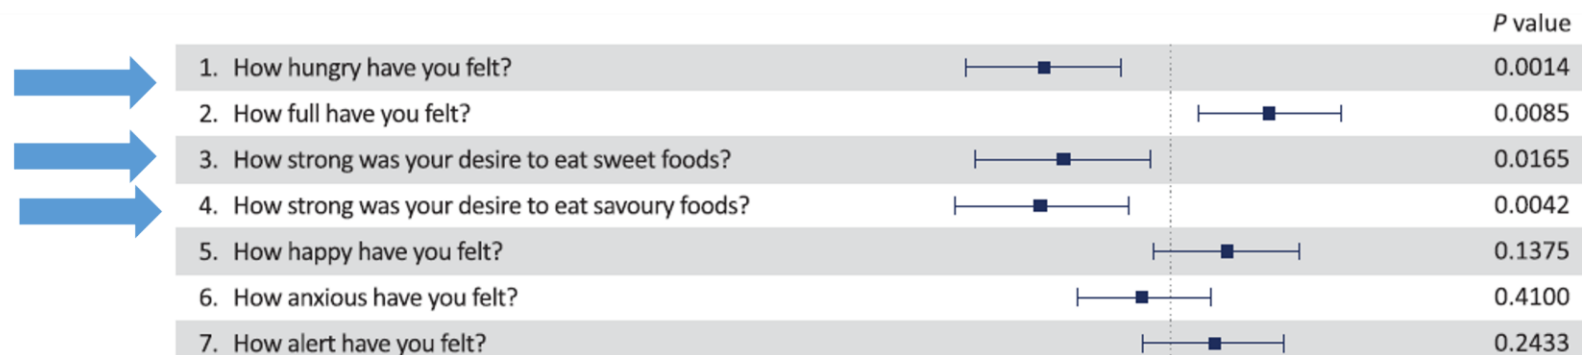 P value
1. How hungry have you felt? 0.0014
2. How full have you felt? 0.0085
3. How strong was your desire to eat sweet foods? 0.0165
4. How strong was your desire to eat savoury foods? 0.0042
5. How happy have you felt? 0.1375
6. How anxious have you felt? 0.4100
7. How alert have you felt? 0.2433